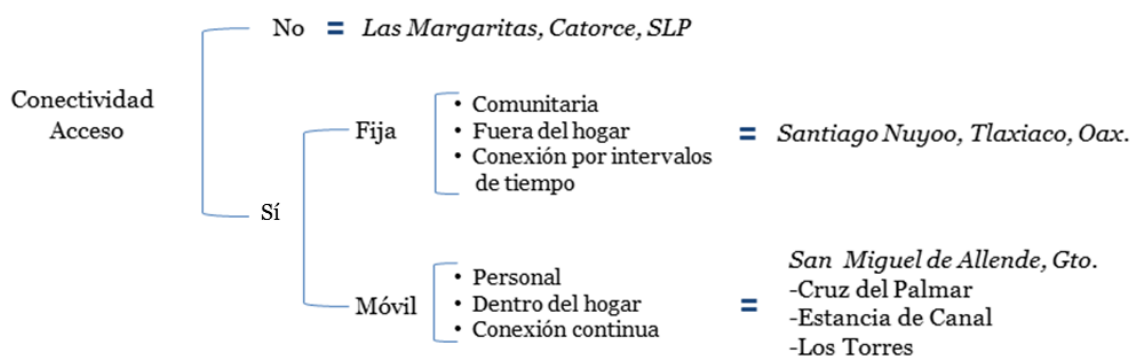 No = Las Margaritas, Catorce, SLP
Conectividad
Acceso
Sí
Fija
• Comunitaria
• Fuera del hogar
• Conexión por intervalos
de tiempo
= Santiago Nuyoo, Tlaxiaco, Oax.
Móvil
• Personal
• Dentro del hogar
• Conexión continua
=
San Miguel de Allende, Gto.
-Cruz del Palmar
-Estancia de Canal
-Los Torres